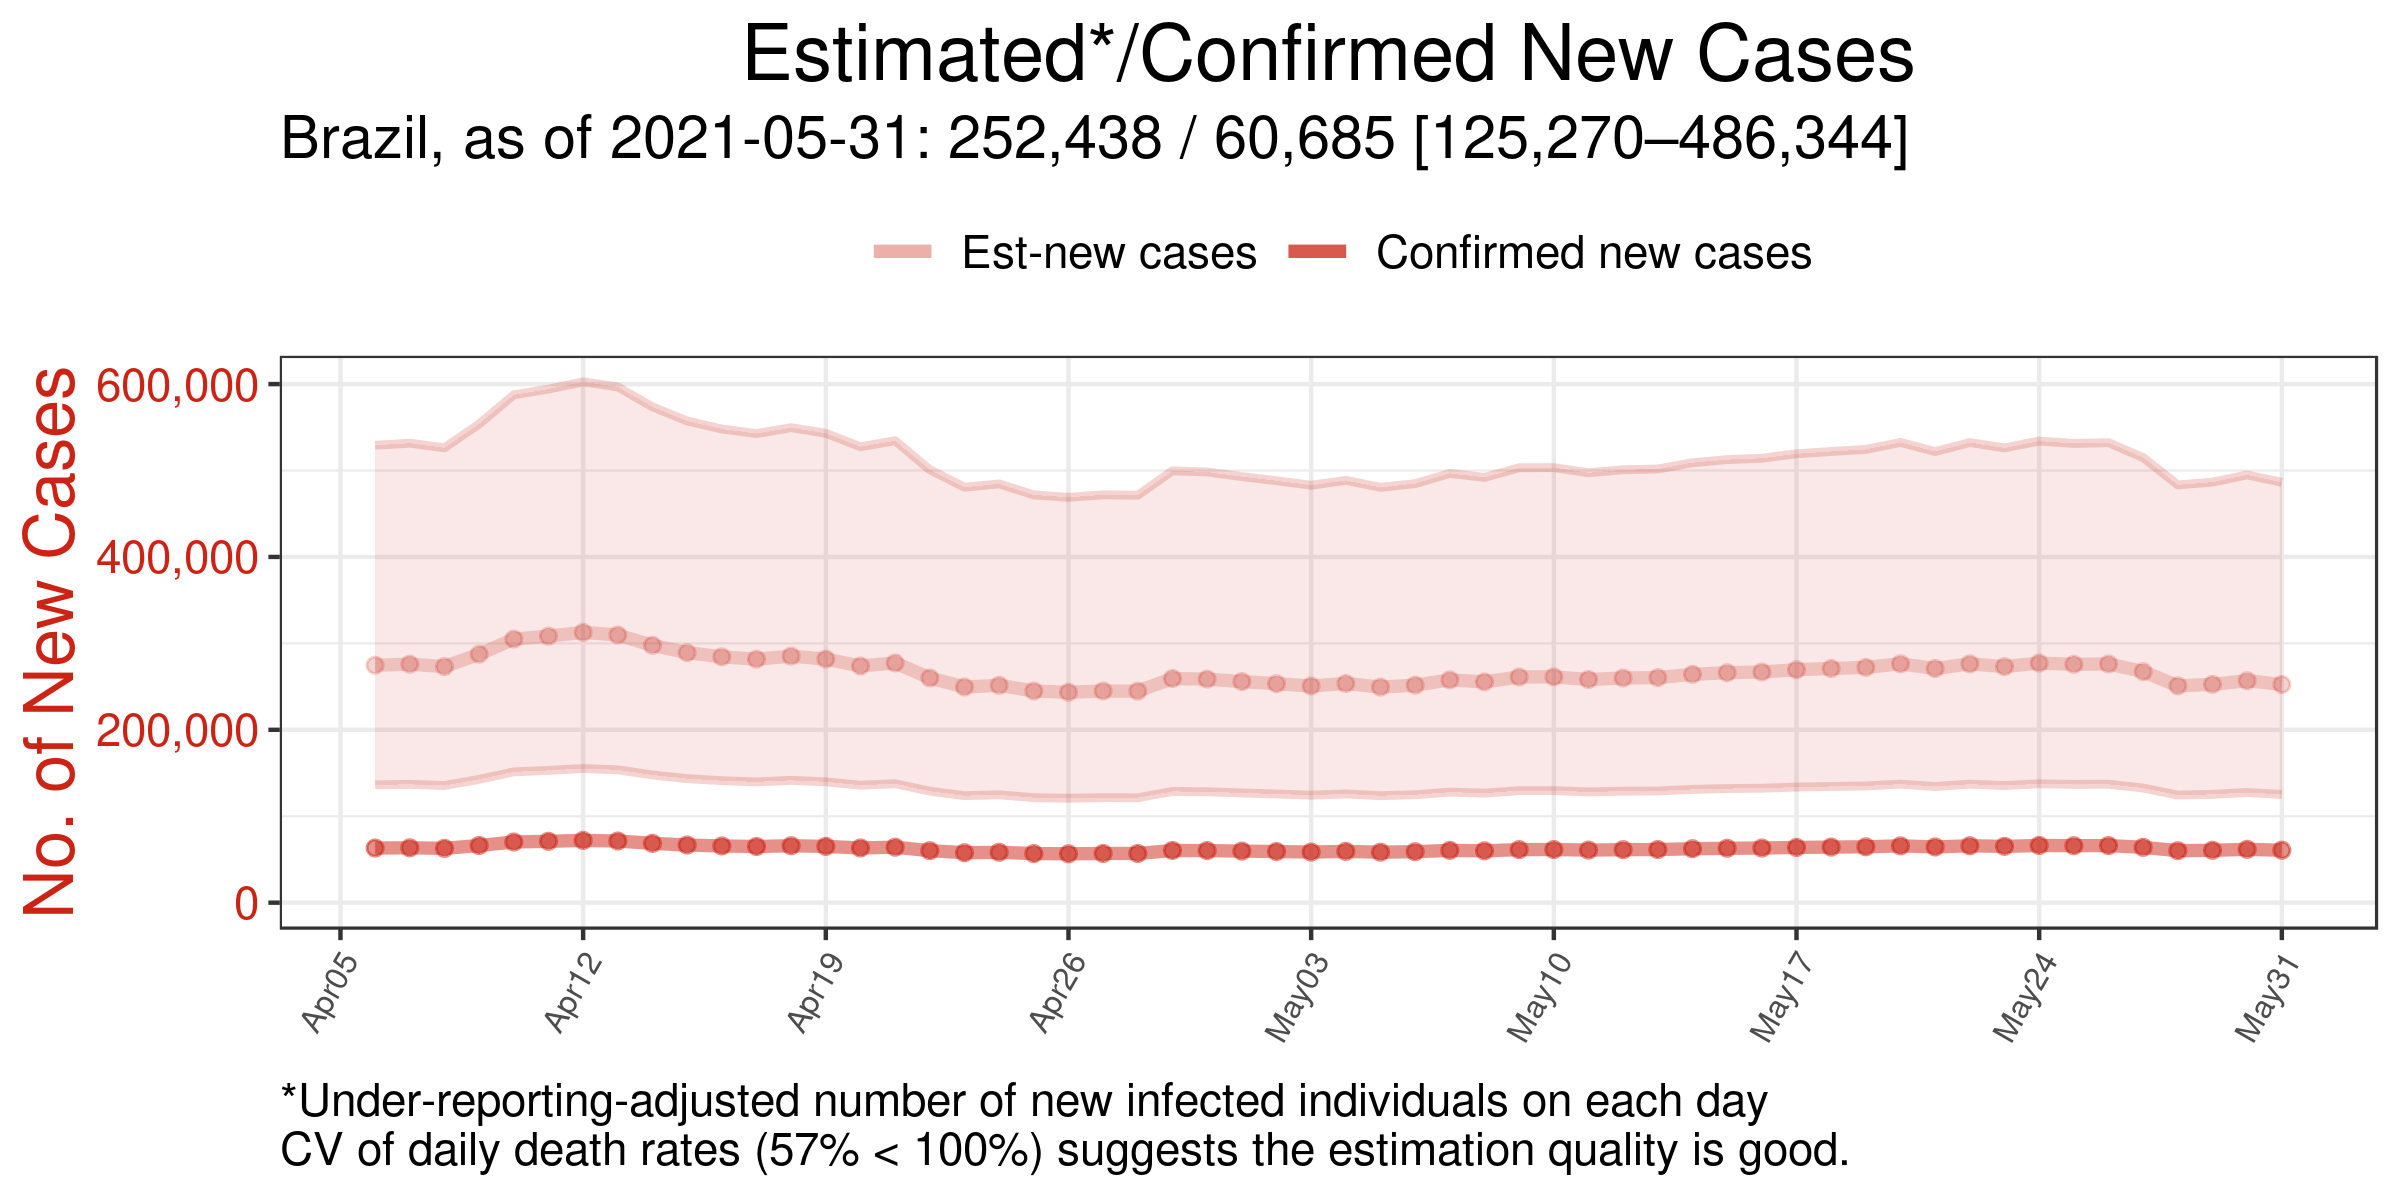 Estimated*/Confirmed New Cases
Brazil, as of 2021-05-31: 252,438 / 60,685 [125,270–486,344]
Est-new cases
Confirmed new cases
No. of New Cases
600,000
400,000
200,000
0
Apr05
Apr12
Apr19
Apr26
May03
May10
May17
May24
May31
*Under-reporting-adjusted number of new infected individuals on each day
CV of daily death rates (57% < 100%) suggests the estimation quality is good.